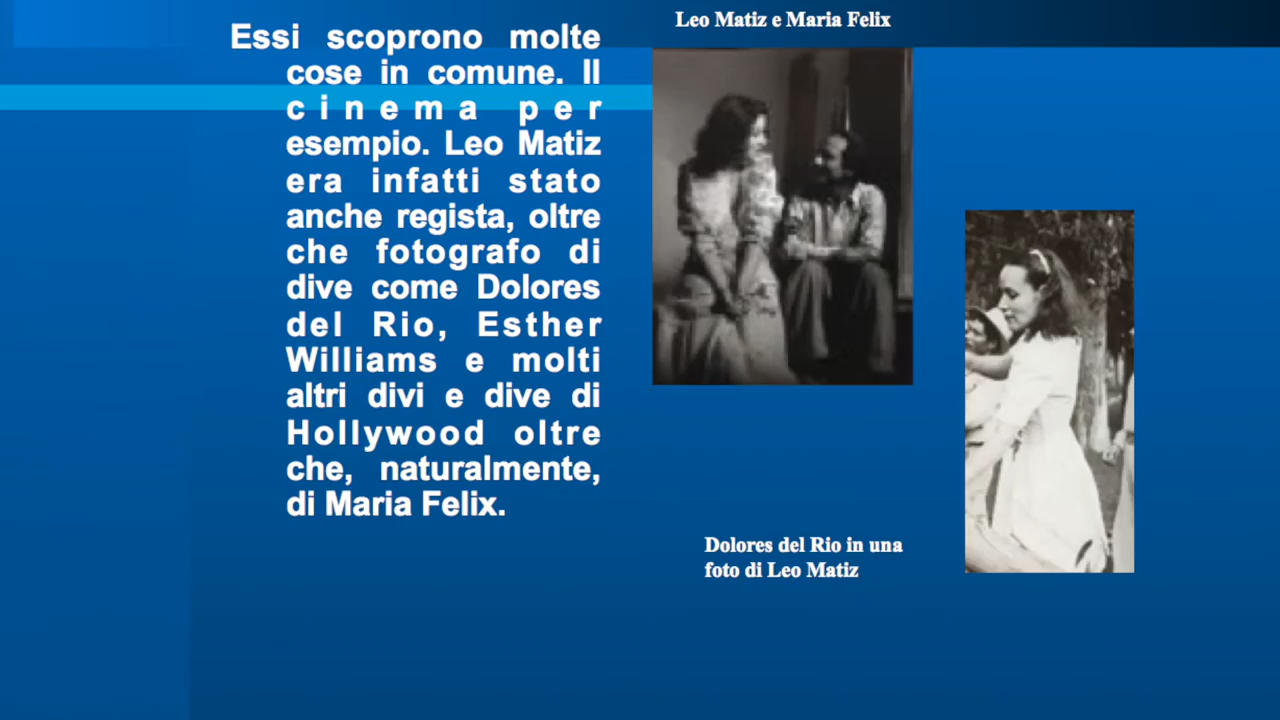 Leo Matiz e Maria Felix
Essi scoprono molte
cose in comune. Il
cinema per
esempio. Leo Matiz
era infatti stato
anche regista, oltre
che fotografo di
dive come Dolores
del Rio, Esther
Williams e molti
altri divi e dive di
Hollywood oltre
che, naturalmente,
di Maria Felix.
Dolores del Rio in una
foto di Leo Matiz